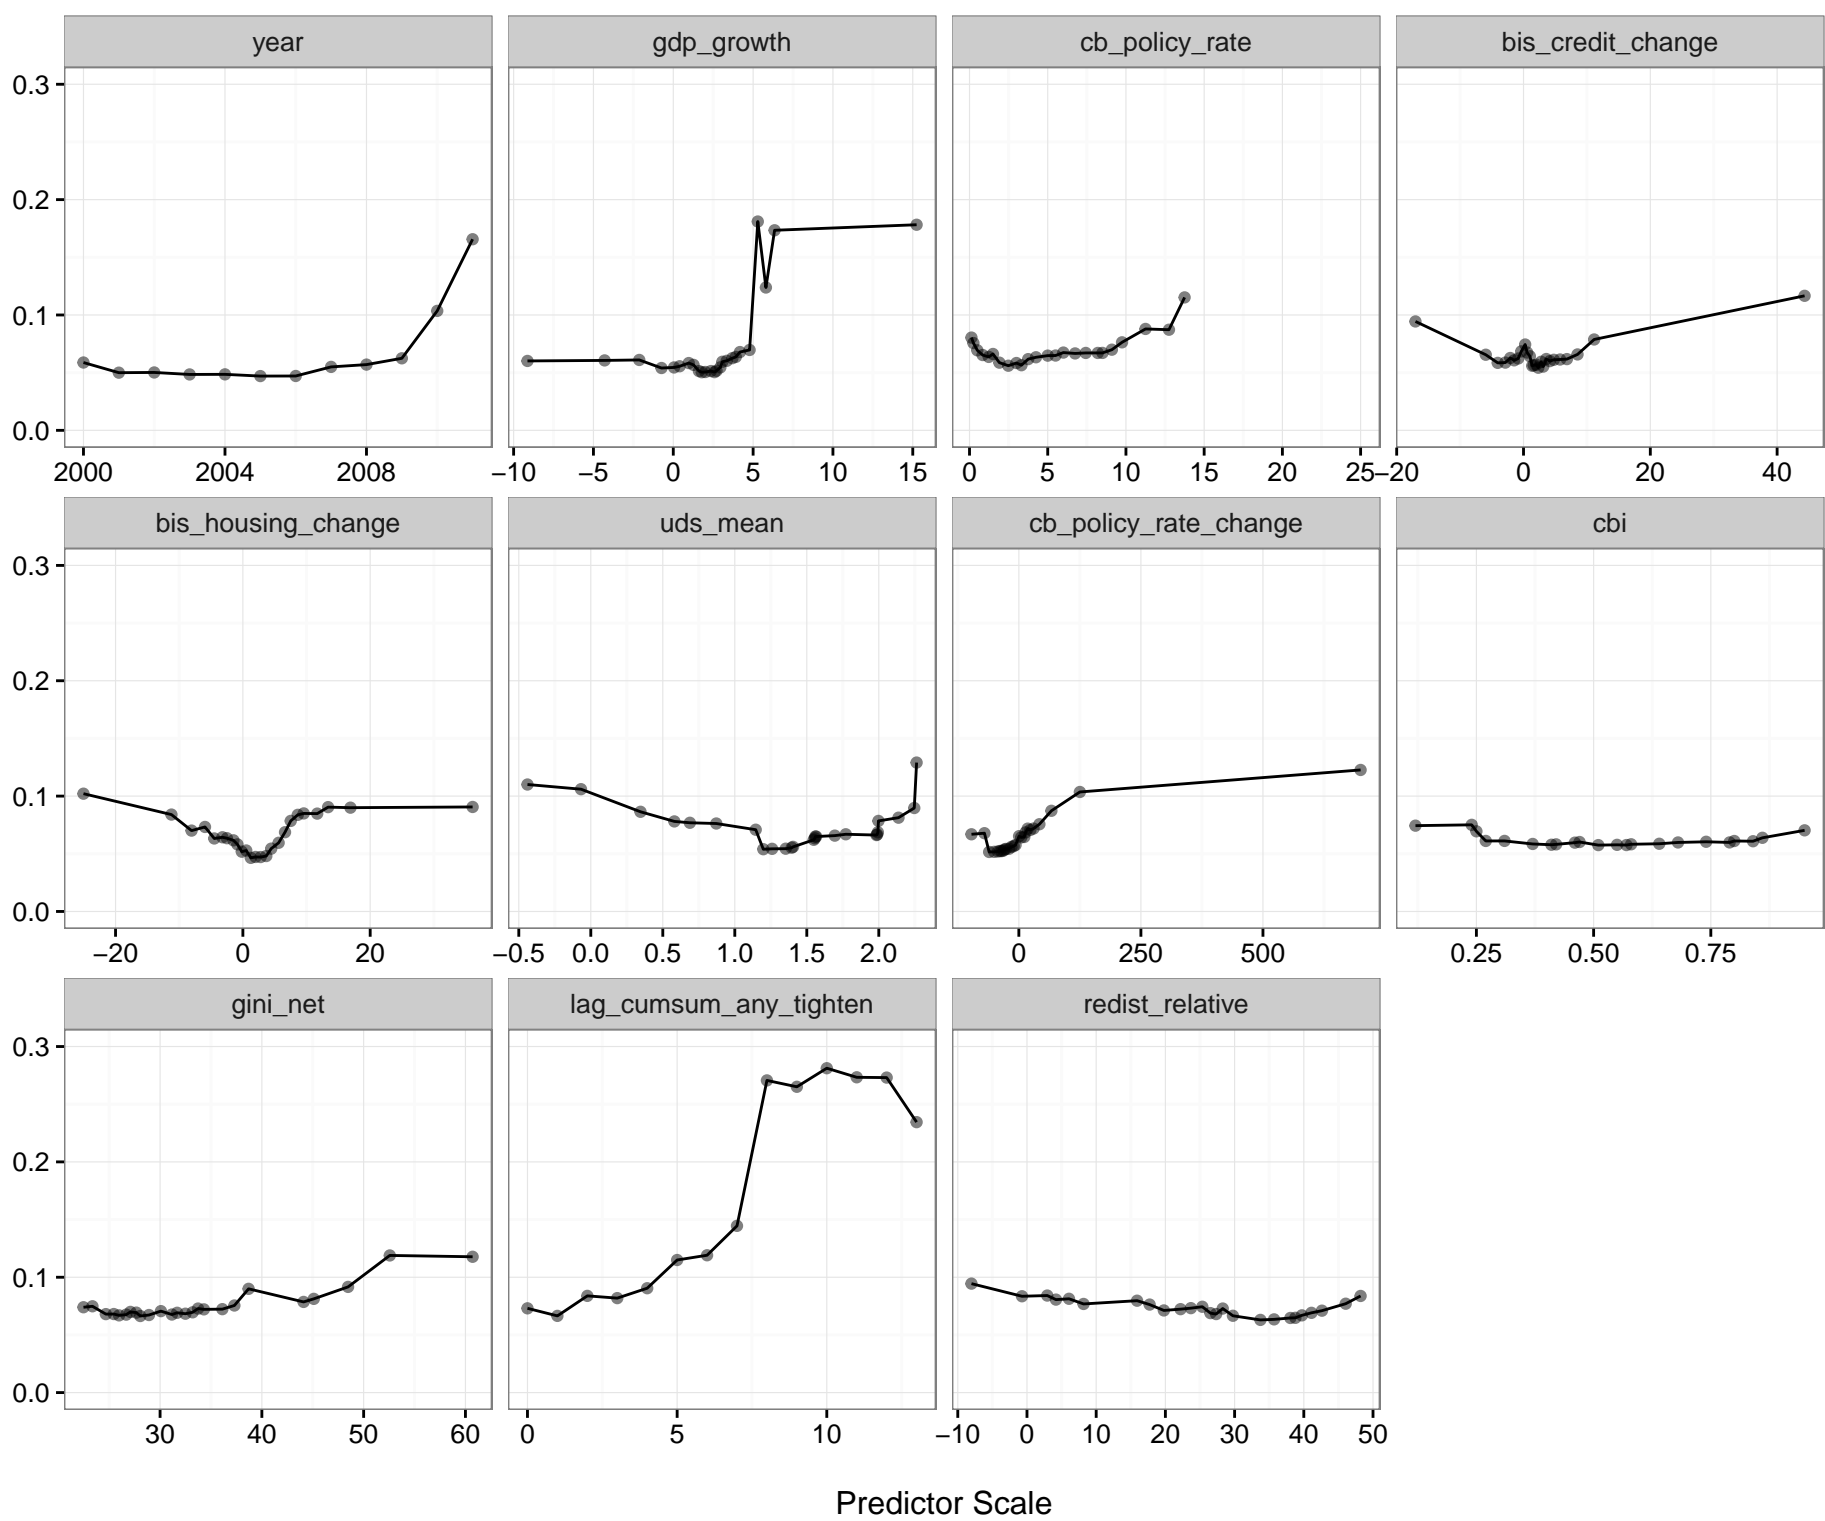 year gdp_growth cb_policy_rate bis_credit_change
0.3
0.2
0.1
0.0
2000 2004 2008 −10 −5 0 5 10 15 0 5 10 15 20 25 −20 0 20 40
bis_housing_change uds_mean cb_policy_rate_change cbi
0.3
0.2
0.1
0.0
−20 0 20 −0.5 0.0 0.5 1.0 1.5 2.0 0 250 500 0.25 0.50 0.75
gini_net lag_cumsum_any_tighten redist_relative
0.3
0.2
0.1
0.0
30 40 50 60 0 5 10 −10 0 10 20 30 40 50
Predictor Scale